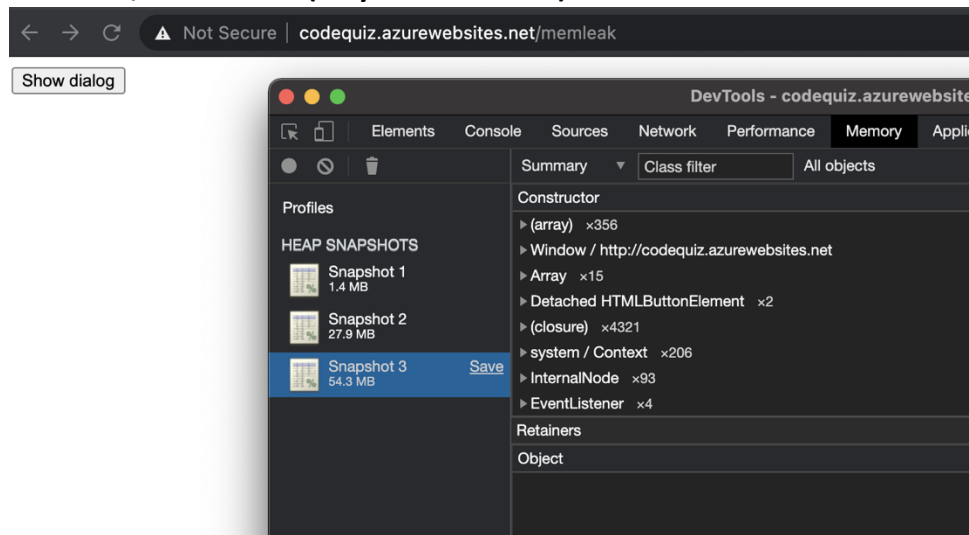 Not Secure | codequiz.azurewebsites.net/memleak
Show dialog
DevTools - codequiz.azurewebsite
Elements Console Sources Network Performance Memory Appli
Summary ▼ Class filter All objects
Profiles
HEAP SNAPSHOTS
Snapshot 1
1.4 MB
Snapshot 2
27.9 MB
Snapshot 3 Save
54.3 MB
Constructor
(array) ×356
Window / http://codequiz.azurewebsites.net
Array ×15
Detached HTMLButtonElement ×2
(closure) ×4321
system / Context ×206
InternalNode ×93
EventListener ×4
Retainers
Object